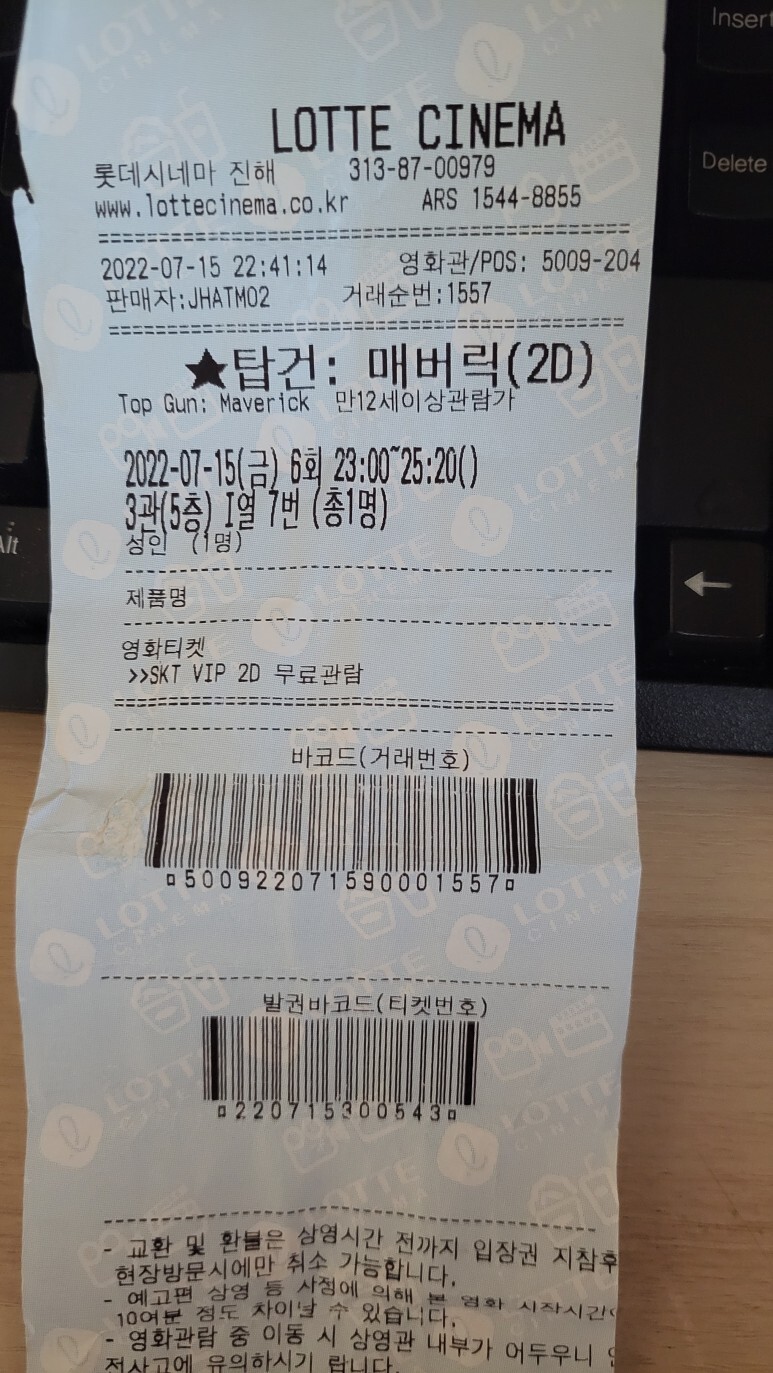 Insert
Delete
Alt
←
LOTTE CINEMA
롯데시네마 진해 313-87-00979
www.lottecinema.co.kr ARS 1544-8855
2022-07-15 22:41:14 영화관/POS: 5009-204
판매자:JHATM02 거래순번:1557
★탑건: 매버릭(2D)
Top Gun: Maverick 만12세이상관람가
2022-07-15(금) 6회 23:00~25:20()
3관(5층) I열 7번 (총1명)
성인 (1명)
제품명
영화티켓
>>SKT VIP 2D 무료관람
바코드(거래번호)
¤500922071590001557¤
발권바코드(티켓번호)
¤220715300543¤
- 교환 및 환불은 상영시간 전까지 입장권 지참후
현장방문시에만 취소 가능합니다.
- 예고편 상영 등 사정에 의해 본 영화 시작시간
10여분 정도 차이날 수 있습니다.
- 영화관람 중 이동 시 상영관 내부가 어두우니
전사고에 유의하시기 랍니다.